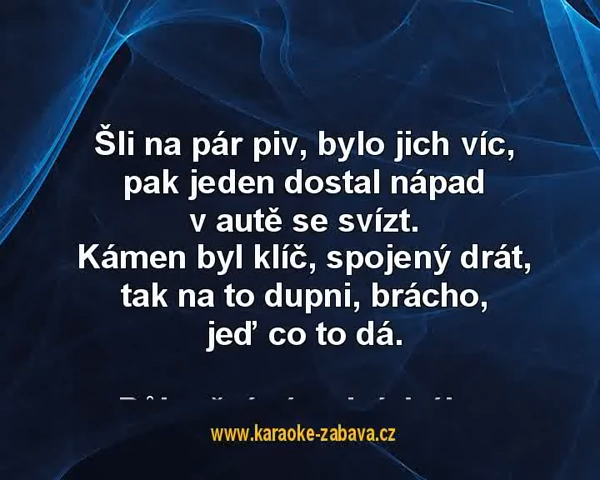 Šli na pár piv, bylo jich víc,
pak jeden dostal nápad
v autě se svízt.
Kámen byl klíč, spojený drát,
tak na to dupni, brácho,
jeď co to dá.
www.karaoke-zabava.cz